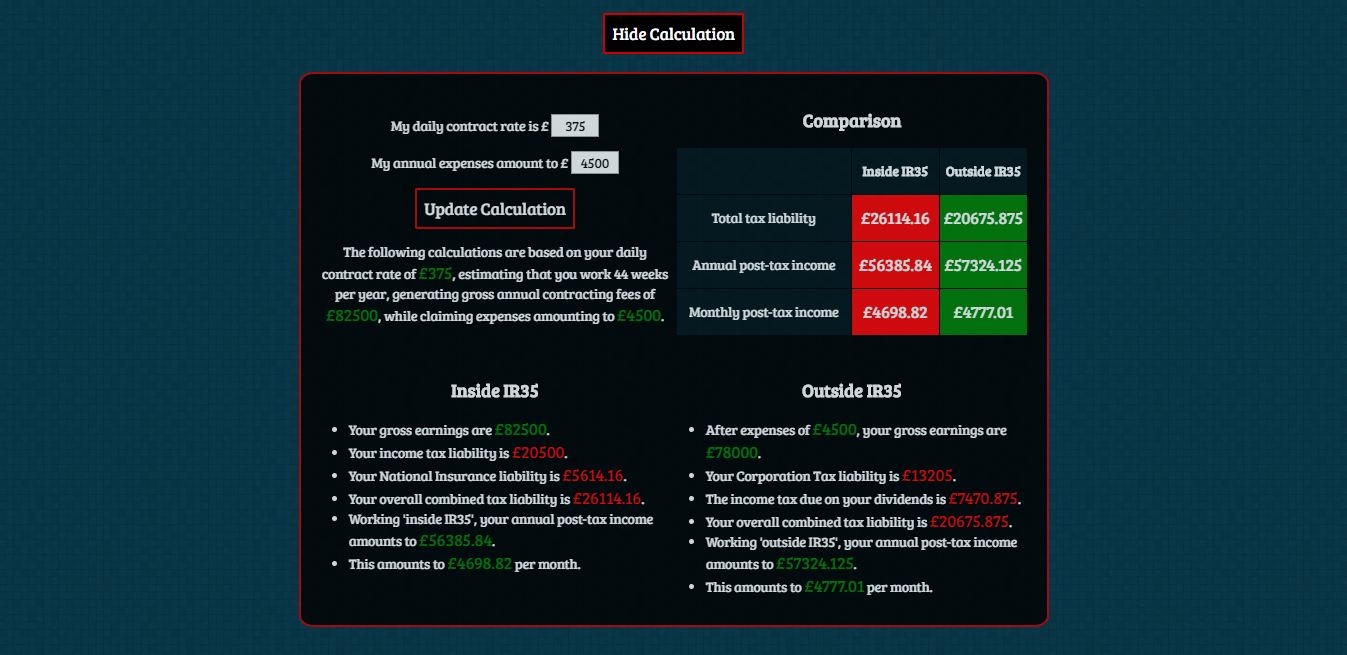 Hide Calculation
My daily contract rate is £ 375
My annual expenses amount to £ 4500
Update Calculation
The following calculations are based on your daily
contract rate of £375, estimating that you work 44 weeks
per year, generating gross annual contracting fees of
£82500, while claiming expenses amounting to £4500.
Comparison
Inside IR35 Outside IR35
Total tax liability £26114.16 £20675.875
Annual post-tax income £56385.84 £57324.125
Monthly post-tax income £4698.82 £4777.01
Inside IR35
Your gross earnings are £82500.
Your income tax liability is £20500.
Your National Insurance liability is £5614.16.
Your overall combined tax liability is £26114.16.
Working 'inside IR35', your annual post-tax income
amounts to £56385.84.
This amounts to £4698.82 per month.
Outside IR35
After expenses of £4500, your gross earnings are
£78000.
Your Corporation Tax liability is £13205.
The income tax due on your dividends is £7470.875.
Your overall combined tax liability is £20675.875.
Working 'outside IR35', your annual post-tax income
amounts to £57324.125.
This amounts to £4777.01 per month.